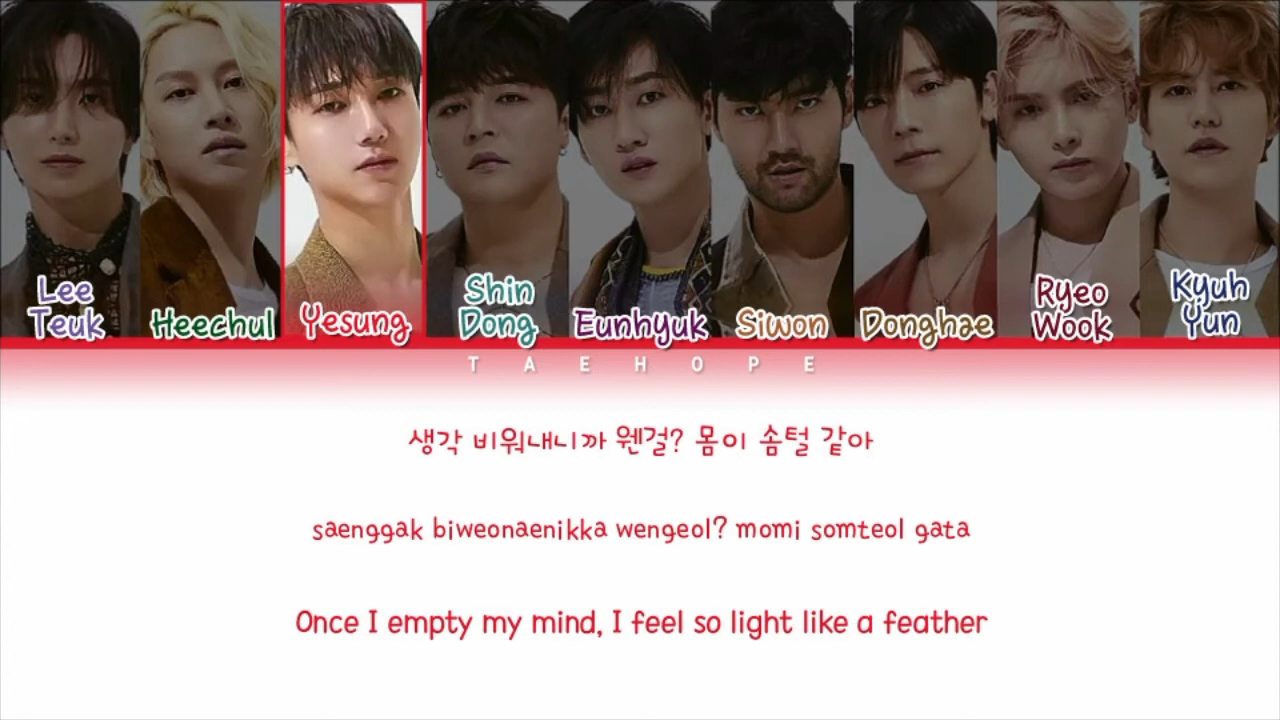 Lee
Teuk
Heechul
Yesung
Shin
Dong
Eunhyuk
Siwon
Donghae
Ryeo
Wook
Kyuh
Yun
TAEHOPE
생각 비워내니까 웬걸? 몸이 솜털 같아
saenggak biweonaenikka wengeol? momi somteol gata
Once I empty my mind, I feel so light like a feather